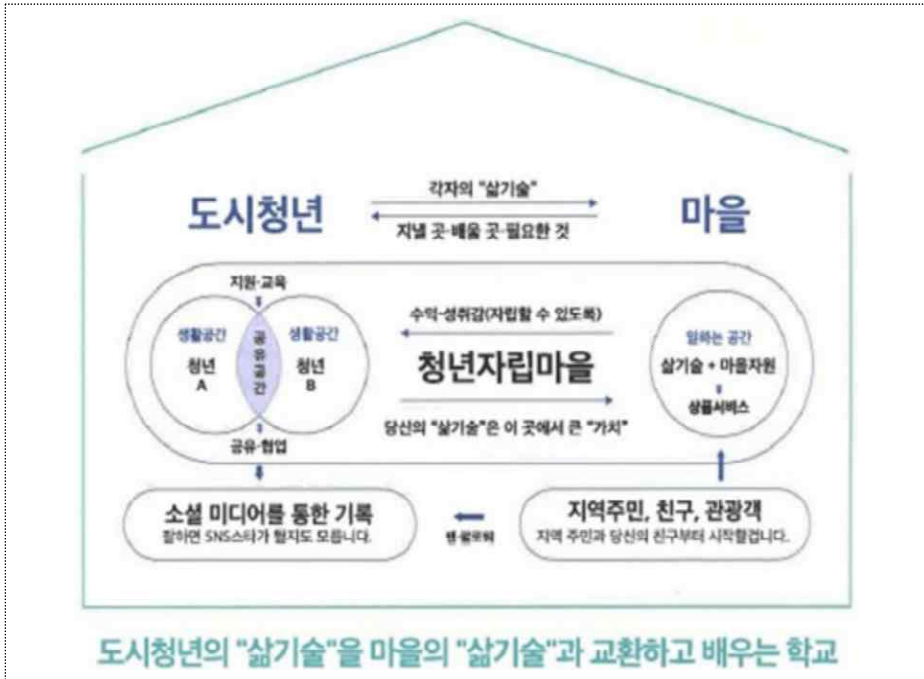 각자의 "삶기술"
도시청년
마을
지낼 곳·배울 곳·필요한 것
지원·교육
수익·성취감(자립할 수 있도록)
생활공간
청년
A
공유공간
생활공간
청년
B
청년자립마을
일하는 공간
삶기술 + 마을자원
상품서비스
당신의 "삶기술"은 이 곳에서 큰 "가치"
공유·협업
소셜 미디어를 통한 기록
잘하면 SNS스타가 될지도 모릅니다.
팬·팔로워
지역주민, 친구, 관광객
지역 주민과 당신의 친구부터 시작할겁니다.
도시청년의 "삶기술"을 마을의 "삶기술"과 교환하고 배우는 학교